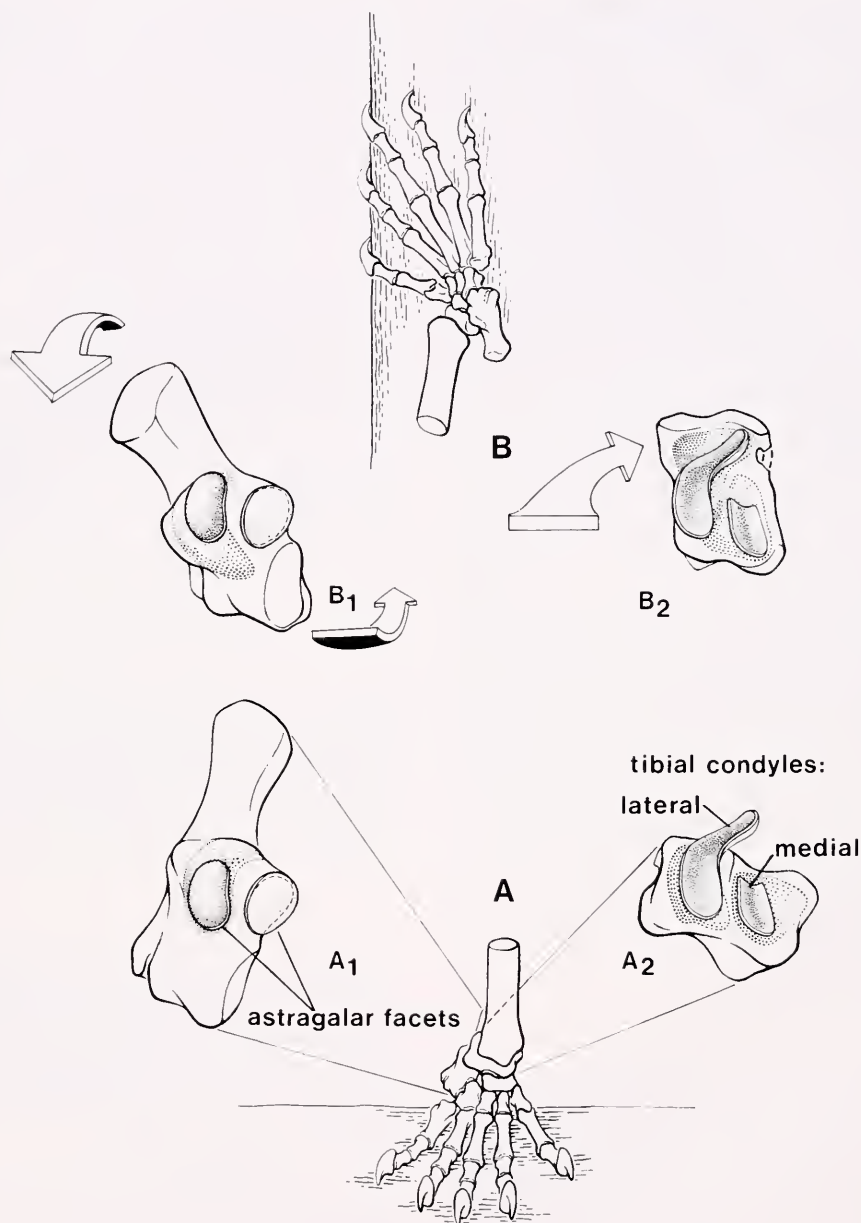 B
B1
B2
tibial condyles:
lateral
medial
A
A1
A2
astragalar facets